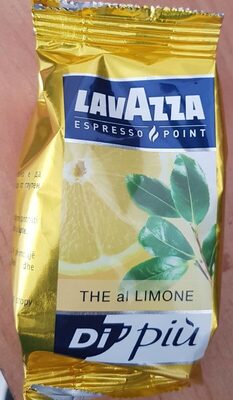 LAVAZZA
ESPRESSO POINT
THE al LIMONE
Di più